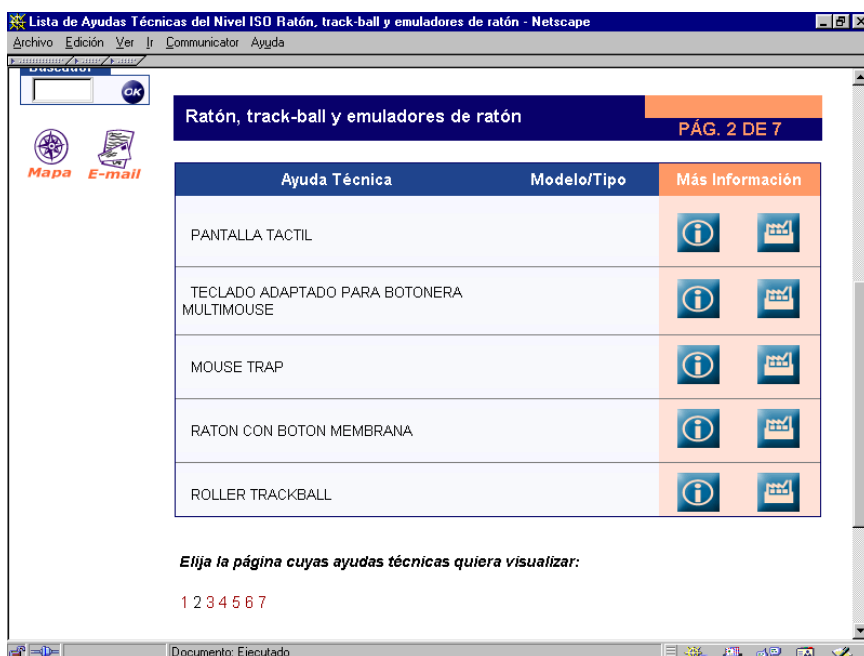 Lista de Ayudas Técnicas del Nivel ISO Ratón, track-ball y emuladores de ratón - Netscape
Archivo Edición Ver Ir Communicator Ayuda
Buscador
OK
Mapa E-mail
Ratón, track-ball y emuladores de ratón
PÁG. 2 DE 7
Ayuda Técnica Modelo/Tipo Más Información
PANTALLA TACTIL
TECLADO ADAPTADO PARA BOTONERA
MULTIMOUSE
MOUSE TRAP
RATON CON BOTON MEMBRANA
ROLLER TRACKBALL
Elija la página cuyas ayudas técnicas quiera visualizar:
1 2 3 4 5 6 7
Documento: Ejecutado